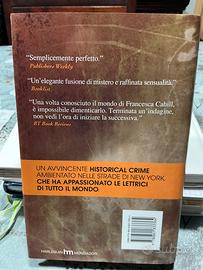 “Semplicemente perfetto.”
Publishers Weekly
“Un'elegante fusione di mistero e raffinata sensualità.”
Booklist
“Una volta conosciuto il mondo di Francesca Cahill,
è impossibile dimenticarlo. Terminata un'indagine,
non vedi l'ora di iniziare la successiva.”
RT Book Reviews
UN AVVINCENTE HISTORICAL CRIME
AMBIENTATO NELLE STRADE DI NEW YORK,
CHE HA APPASSIONATO LE LETTRICI
DI TUTTO IL MONDO
HARLEQUIN hm MONDADORI
subito